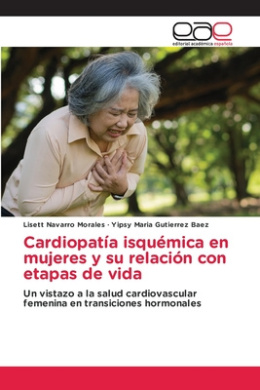 eae
editorial académica española
Lisett Navarro Morales · Yipsy Maria Gutierrez Baez
Cardiopatía isquémica en
mujeres y su relación con
etapas de vida
Un vistazo a la salud cardiovascular
femenina en transiciones hormonales